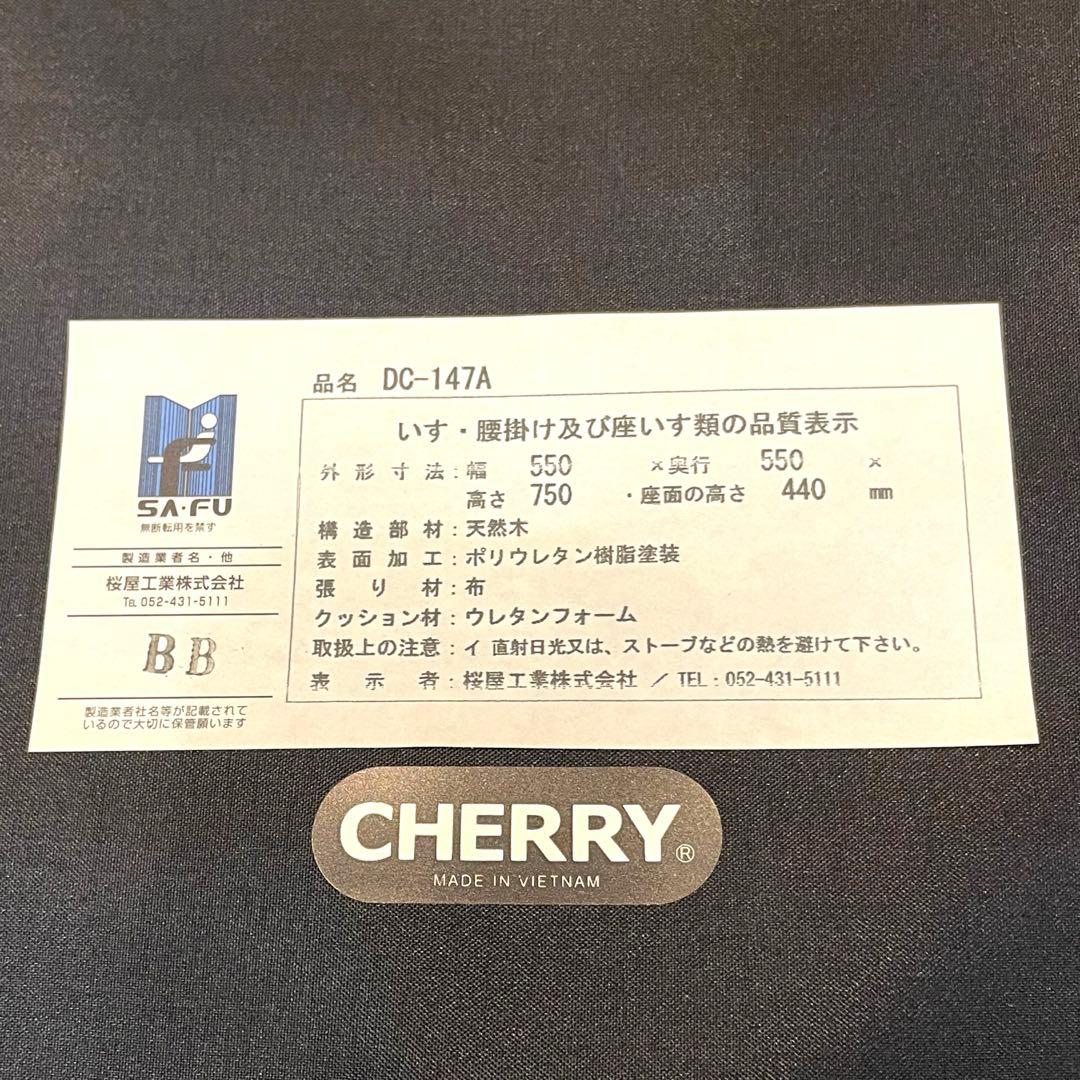 SA・FU
無断転用を禁ず
製造業者名・他
桜屋工業株式会社
TEL 052-431-5111
BB
製造業者社名等が記載されて
いるので大切に保管願います
品名 DC-147A
いす・腰掛け及び座いす類の品質表示
外形寸法:幅 550 ×奥行 550 ×
高さ 750 ・座面の高さ 440 mm
構造部材:天然木
表面加工:ポリウレタン樹脂塗装
張り材:布
クッション材:ウレタンフォーム
取扱上の注意:イ 直射日光又は、ストーブなどの熱を避けて下さい。
表示者:桜屋工業株式会社 / TEL:052-431-5111
CHERRY®
MADE IN VIETNAM